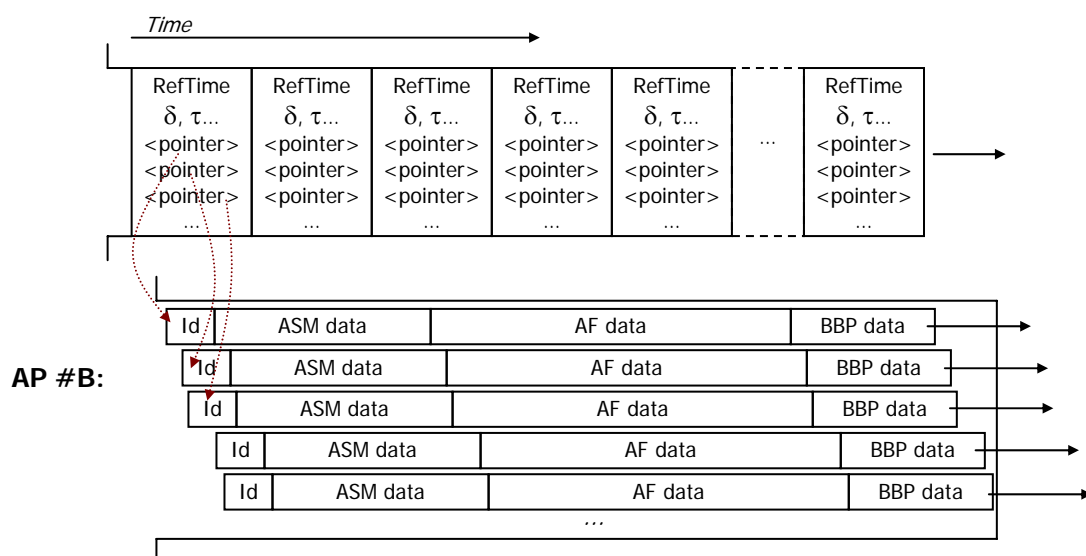 Time
RefTime RefTime RefTime RefTime RefTime RefTime
δ, τ... δ, τ... δ, τ... δ, τ... δ, τ... δ, τ...
<pointer> <pointer> <pointer> <pointer> <pointer> ... <pointer>
<pointer> <pointer> <pointer> <pointer> <pointer> <pointer>
<pointer> <pointer> <pointer> <pointer> <pointer> <pointer>
... ... ... ... ... ...
Id ASM data AF data BBP data
Id ASM data AF data BBP data
AP #B:
Id ASM data AF data BBP data
Id ASM data AF data BBP data
Id ASM data AF data BBP data
...